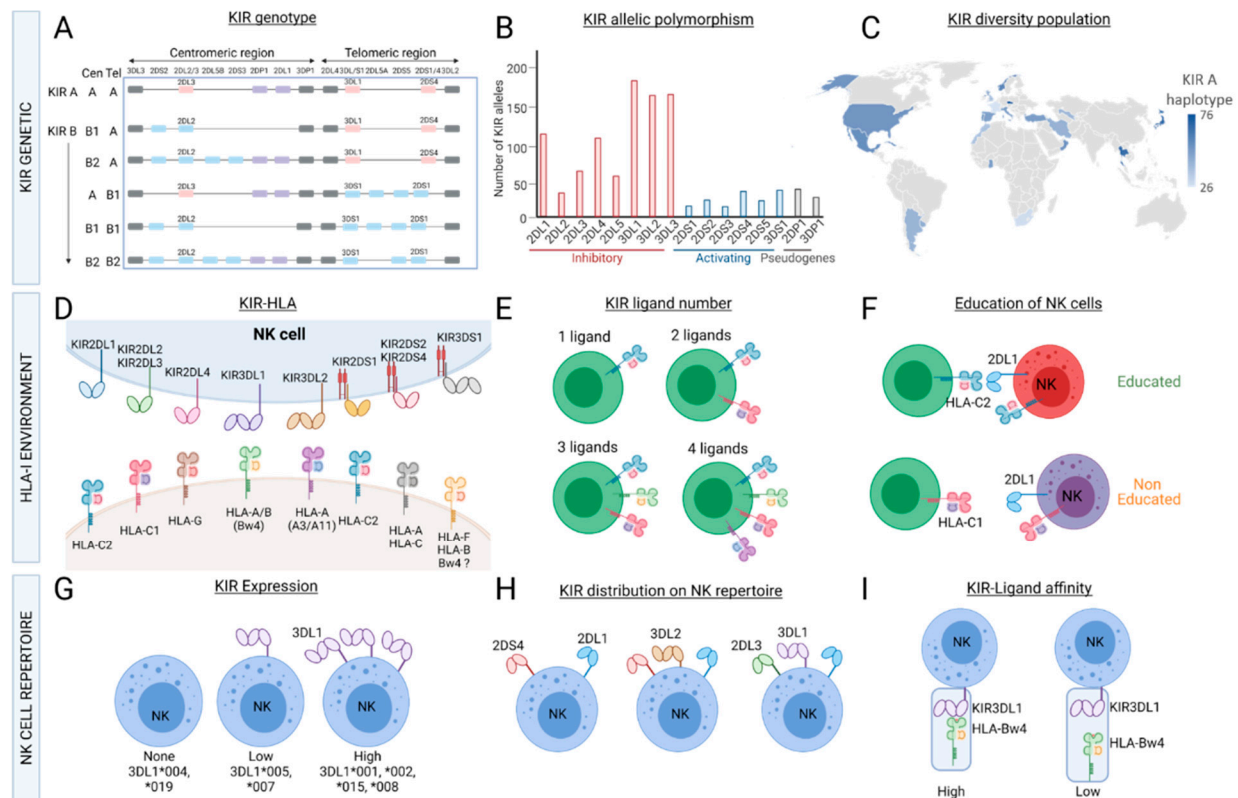 KIR GENETIC
A
KIR genotype
Centromeric region
Telomeric region
Cen Tel
3DL3 2DS2 2DL2/3 2DL5B 2DS3 2DP1 2DL1 3DP1 2DL4 3DL/S1 2DL5A 2DS5 2DS1/4 3DL2
2DL3 3DL1 2DS4
KIR A A A
2DL2 3DL1 2DS4
KIR B B1 A
2DL2 3DL1 2DS4
B2 A
2DL3 3DS1 2DS1
A B1
2DL2 3DS1 2DS1
B1 B1
2DL2 3DS1 2DS1
B2 B2
B
KIR allelic polymorphism
Number of KIR alleles
200
150
100
50
0
2DL1 2DL2 2DL3 2DL4 2DL5 3DL1 3DL2 3DL3 2DS1 2DS2 2DS3 2DS4 2DS5 3DS1 2DP1 3DP1
Inhibitory
Activating
Pseudogenes
C
KIR diversity population
KIR A
haplotype
76
26
HLA-I ENVIRONMENT
D
KIR-HLA
NK cell
KIR2DL1
KIR2DL2
KIR2DL3
KIR2DL4
KIR3DL1
KIR3DL2
KIR2DS1
KIR2DS2
KIR2DS4
KIR3DS1
HLA-C2
HLA-C1
HLA-G
HLA-A/B
(Bw4)
HLA-A
(A3/A11)
HLA-C2
HLA-A
HLA-C
HLA-F
HLA-B
Bw4 ?
E
KIR ligand number
1 ligand
2 ligands
3 ligands
4 ligands
F
Education of NK cells
2DL1
NK
HLA-C2
Educated
2DL1
NK
HLA-C1
Non
Educated
NK CELL REPERTOIRE
G
KIR Expression
3DL1
NK
NK
NK
None
3DL1*004,
*019
Low
3DL1*005,
*007
High
3DL1*001, *002,
*015, *008
H
KIR distribution on NK repertoire
2DS4
2DL1
3DL2
2DL3
3DL1
NK
NK
NK
I
KIR-Ligand affinity
NK
NK
KIR3DL1
HLA-Bw4
KIR3DL1
HLA-Bw4
High
Low